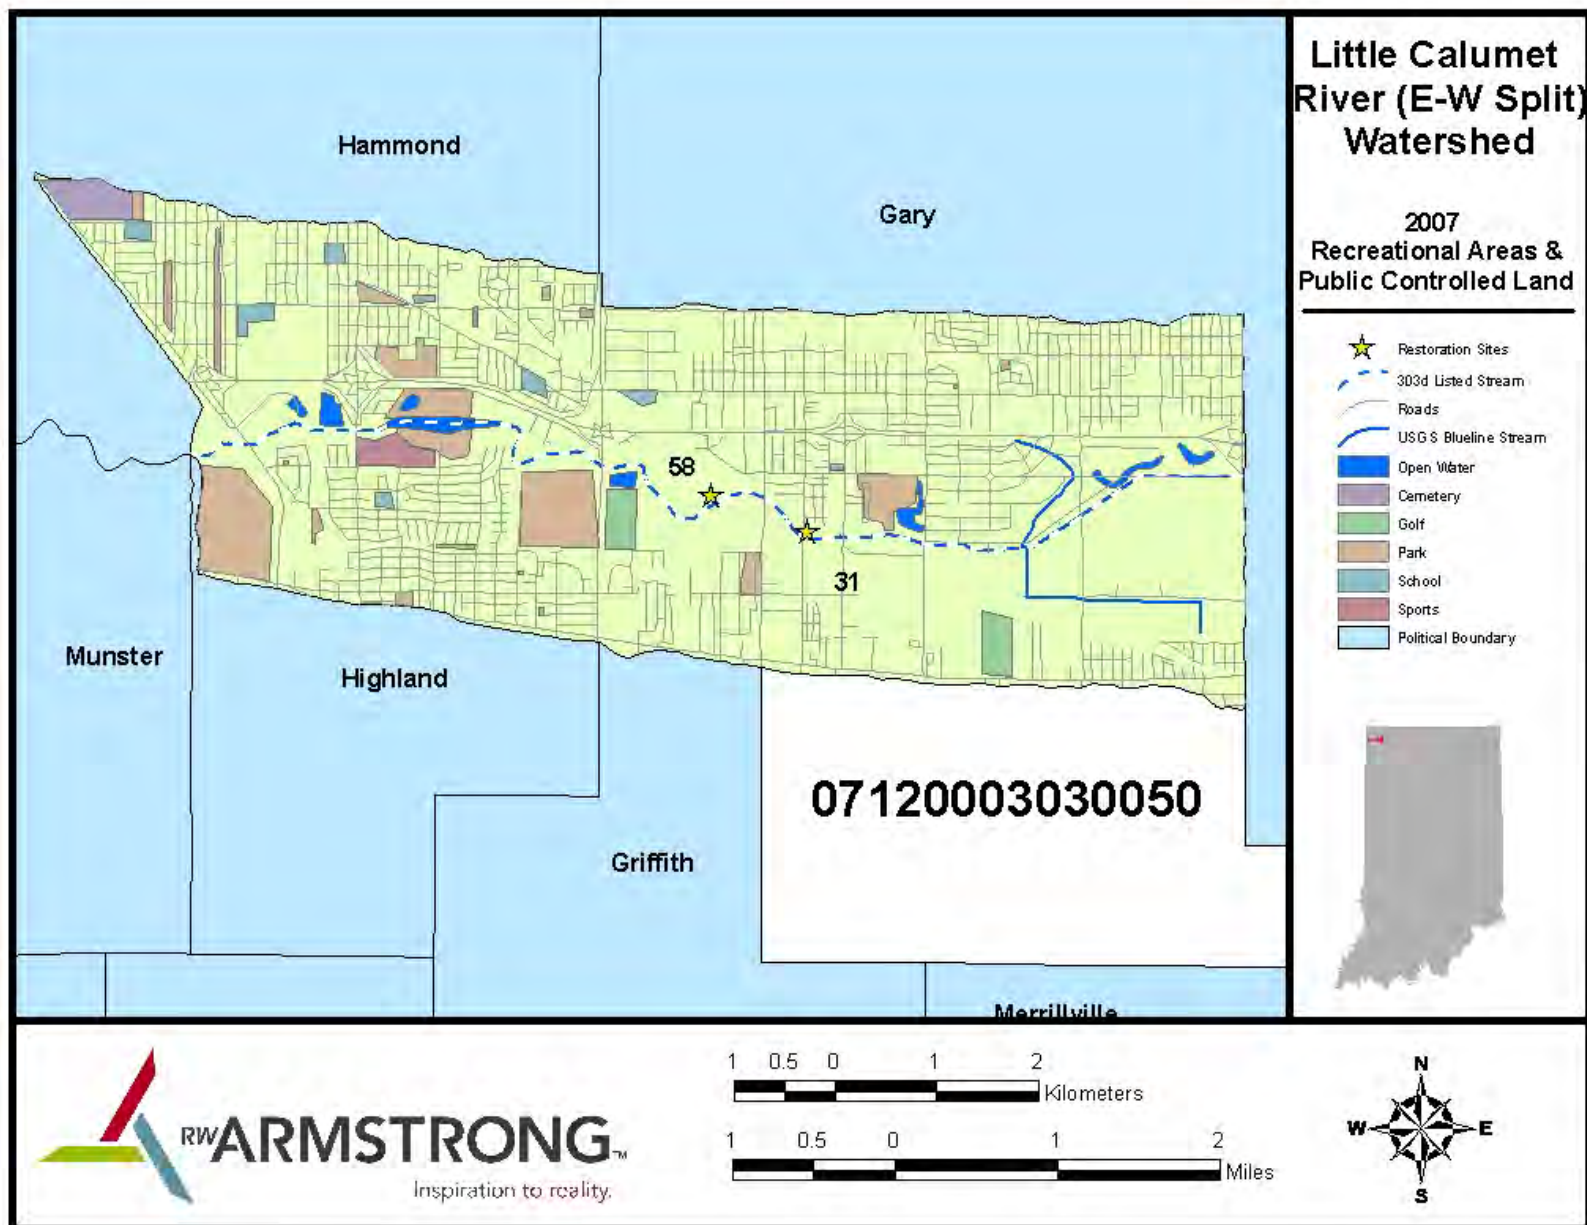 Little Calumet
River (E-W Split)
Watershed
2007
Recreational Areas &
Public Controlled Land
Restoration Sites
303d Listed Stream
Roads
USGS Blueline Stream
Open Water
Cemetery
Golf
Park
School
Sports
Political Boundary
Hammond
Gary
58
31
Munster
Highland
07120003030050
Griffith
Merrillville
RW ARMSTRONG TM
Inspiration to reality.
1 0.5 0 1 2
Kilometers
1 0.5 0 1 2
Miles
N
W E
S